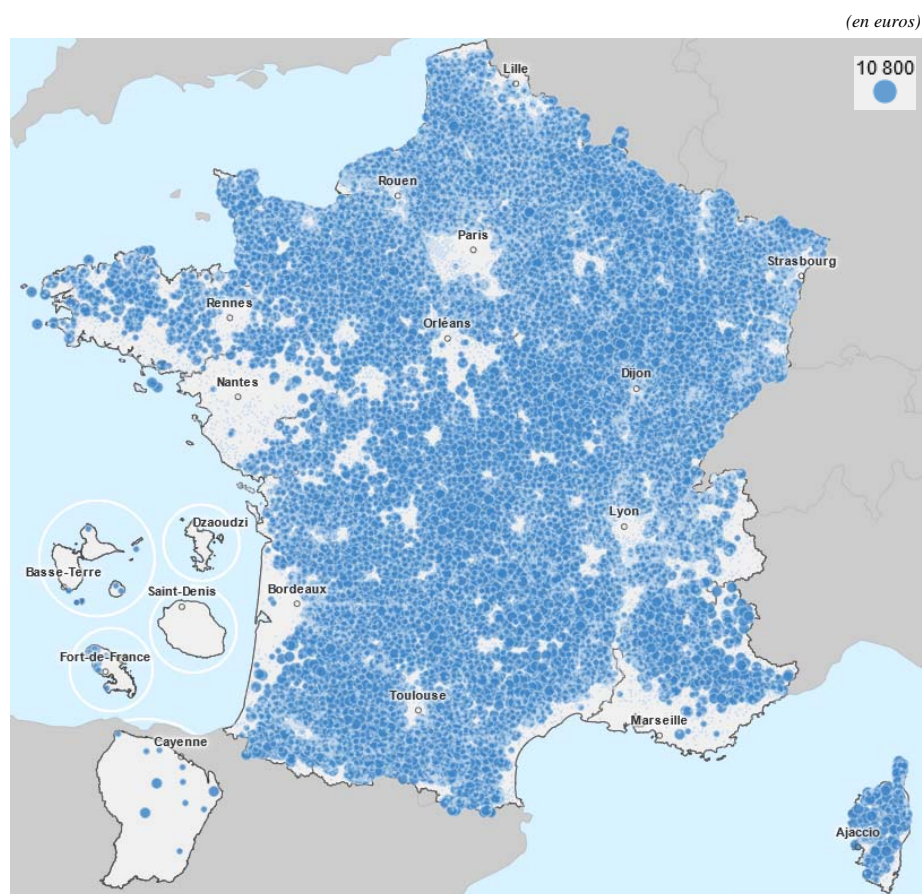 (en euros)
10 800
Lille
Rouen
Paris
Strasbourg
Rennes
Orléans
Nantes
Dijon
Lyon
Dzaoudzi
Basse-Terre
Saint-Denis
Bordeaux
Fort-de-France
Toulouse
Marseille
Cayenne
Ajaccio